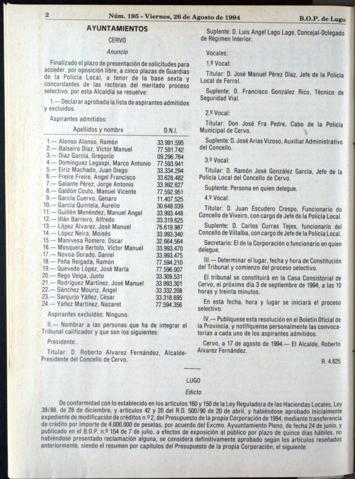 2
Núm. 195 - Viernes, 26 de Agosto de 1994
B.O.P. de Lugo
AYUNTAMIENTOS
CERVO
Anuncio
Finalizado el plazo de presentación de solicitudes para
acceder, por oposición libre, a cinco plazas de Guardias
de la Policía Local, a tenor de la base sexta y
concordantes de las rectoras del meritado proceso
selectivo, por esta Alcaldía se resuelve:
1.— Declarar aprobada la lista de aspirantes admitidos
y excluidos.
Aspirantes admitidos:
Apellidos y nombre D.N.I.
1.— Alonso Alonso, Ramón 33.991.595
2.— Balseiro Díaz, Víctor Manuel 77.591.742
3.— Díaz García, Gregorio 09.296.764
4.— Domínguez Lagaspi, Marco Antonio 77.593.941
5.— Eiriz Machado, Juan Diego 33.334.294
6.— Freire Freire, Angel Francisco 33.628.482
7.— Galante Pérez, Jorge Antonio 33.992.627
8.— Galdón Couto, Manuel Vicente 77.592.951
9.— García Cuervo, Genaro 11.407.525
10.— García Quintela, Aurelio 30.648.039
11.— Guillén Menéndez, Manuel Angel 33.993.448
12.— Illán Barreiro, Alfredo 33.319.625
13.— López Alvarez, José Manuel 76.619.987
14.— López Neira, Moisés 33.993.340
15.— Manivesa Romero, Oscar 32.664.564
16.— Mosquera Bertolo, Víctor Manuel 33.993.470
17.— Novoa Dorado, Daniel 33.993.475
18.— Peña Reigada, Ramón 77.594.210
19.— Quevedo López, José María 77.596.007
20.— Rego Veiga, Justo 33.309.531
21.— Rodríguez Martínez, José Manuel 33.993.301
22.— Sánchez Mouriz, Angel 33.332.208
23.— Sanjurjo Yáñez, César 33.318.695
24.— Yáñez Martínez, Nazaret 77.594.356
Aspirantes excluidos: Ninguno.
II.— Nombrar a las personas que ha de integrar el
Tribunal calificador y que son los siguientes:
Presidente:
Titular: D. Roberto Alvarez Fernández, Alcalde-
Presidente del Concello de Cervo.
Suplente: D. Luis Angel Lago Lage, Concejal-Delegado
de Régimen Interior.
Vocales:
1.º Vocal:
Titular: D. José Manuel Pérez Díaz, Jefe de la Policía
Local de Ferrol.
Suplente: D. Francisco González Rico, Técnico de
Seguridad Vial.
2.º Vocal:
Titular: Don José Fra Pedre, Cabo de la Policía
Municipal de Cervo.
Suplente: D. José Arias Vizoso, Auxiliar Administrativo
del Concello.
3.º Vocal:
Titular: D. Ramón José González García, Jefe de la
Policía Local del Concello de Cervo.
Suplente: Persona en quien delegue.
4.º Vocal:
Titular: D. Juan Escudero Crespo, Funcionario do
Concello de Viveiro, con cargo de Jefe de la Policía Local.
Suplente: D. Carlos Curras Tejes, funcionario del
Concello de Villalba, con cargo de Jefe de la Policía Local.
Secretario: El de la Corporación o funcionario en quien
delegue.
III.— Determinar el lugar, fecha y hora de Constitución
del Tribunal y comienzo del proceso selectivo.
El tribunal se constituirá en la Casa Consistorial de
Cervo, el próximo día 3 de septiembre de 1994, a las 10
horas y treinta minutos.
En esta fecha, hora y lugar se iniciará el proceso
selectivo.
IV.— Publíquese esta resolución en el Boletín Oficial de
la Provincia, y notifíquense personalmente las convoca-
torias a cada uno de los aspirantes admitidos.
Cervo, a 17 de agosto de 1994.— El Alcalde, Roberto
Alvarez Fernández.
R. 4.625
LUGO
Edicto
De conformidad con lo establecido en los artículos 160 y 150 de la Ley Reguladora de las Haciendas Locales, Ley
39/88, de 28 de diciembre, y artículos 42 y 20 del R.D. 500/90 de 20 de abril, y habiéndose aprobado inicialmente
expediente de modificación de créditos n.º 2, del Presupuesto de la propia Corporación de 1994, mediante transferencia
de crédito por importe de 4.000.000 de pesetas, por acuerdo del Excmo. Ayuntamiento Pleno, de fecha 24 de junio, y
publicado en el B.O.P. n.º 154 de 7 de julio, a efectos de exposición al público por plazo de quince días hábiles, no
habiéndose presentado reclamación alguna, se considera definitivamente aprobado según los artículos reseñados
anteriormente, siendo el resumen por capítulos del Presupuesto de la propia Corporación, el siguiente: